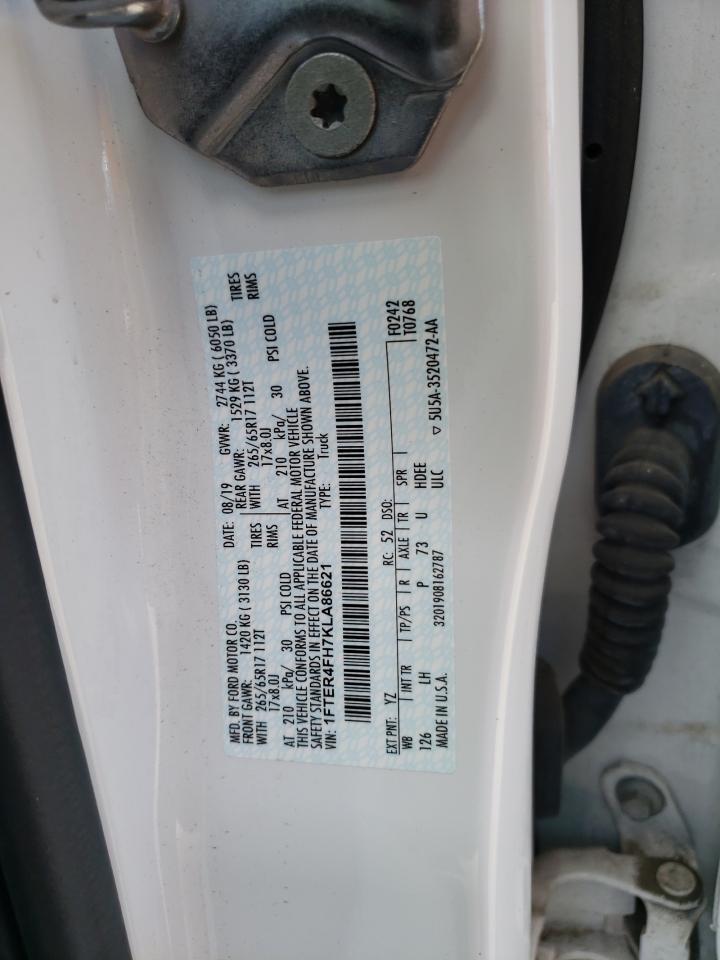 MFD. BY FORD MOTOR CO. DATE: 08/19 GVWR: 2744 KG ( 6050 LB)
FRONT GAWR: 1420 KG ( 3130 LB) REAR GAWR: 1529 KG ( 3370 LB)
WITH 265/65R17 112T TIRES WITH 265/65R17 112T TIRES
17x8.0J RIMS 17x8.0J RIMS
AT 210 kPa/ 30 PSI COLD AT 210 kPa/ 30 PSI COLD
THIS VEHICLE CONFORMS TO ALL APPLICABLE FEDERAL MOTOR VEHICLE
SAFETY STANDARDS IN EFFECT ON THE DATE OF MANUFACTURE SHOWN ABOVE.
VIN: 1FTER4FH7KLA86621 TYPE: Truck
EXT PNT: YZ RC: 52 DSO: F0242
WB INT TR TP/PS R AXLE TR SPR T0768
126 LH P 73 U HDEE
MADE IN U.S.A. 3201908162787 ULC ▽ 5U5A-3520472-AA